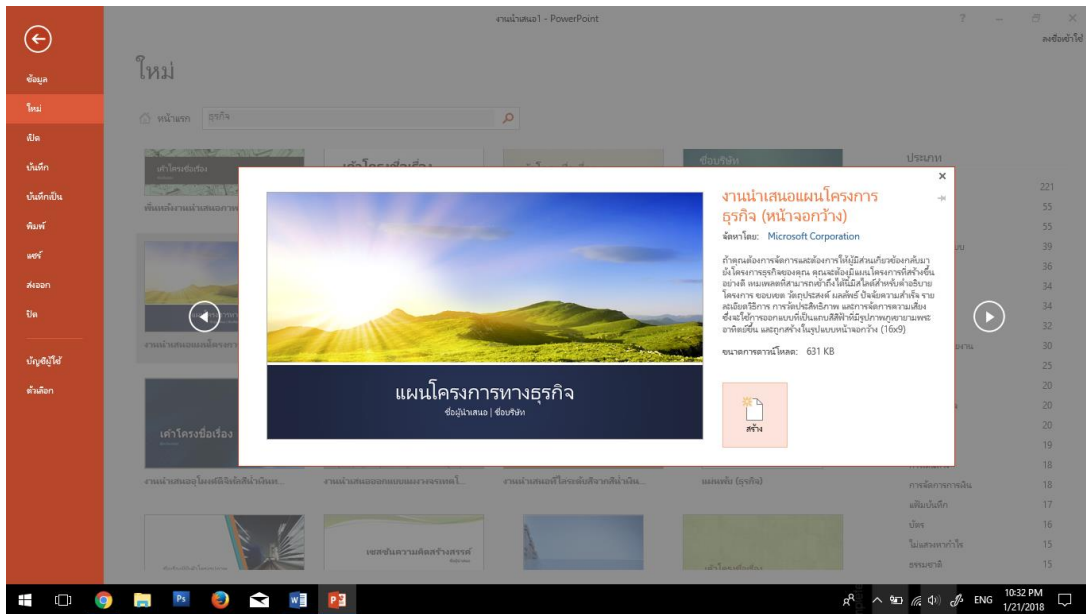 งานนำเสนอ1 - PowerPoint
?
ลงชื่อเข้าใช้
ข้อมูล
ใหม่
เปิด
บันทึก
บันทึกเป็น
พิมพ์
แชร์
ส่งออก
ปิด
บัญชีผู้ใช้
ตัวเลือก
ใหม่
หน้าแรก
ธุรกิจ
เค้าโครงชื่อเรื่อง
ชื่อบริษัท
ประเภท
งานนำเสนอแผนโครงการ
ธุรกิจ (หน้าจอกว้าง)
จัดหาโดย: Microsoft Corporation
ถ้าคุณต้องการจัดการและต้องการให้ผู้มีส่วนเกี่ยวข้องกลับมา
ยังโครงการธุรกิจของคุณ คุณจะต้องมีแผนโครงการที่สร้างขึ้น
อย่างดี เทมเพลตที่สามารถเข้าถึงได้นี้มีสไลด์สำหรับคำอธิบาย
โครงการ ขอบเขต วัตถุประสงค์ ผลลัพธ์ ปัจจัยความสำเร็จ ราย
ละเอียดวิธีการ การวัดประสิทธิภาพ และการจัดการความเสี่ยง
ซึ่งจะใช้การออกแบบที่เป็นแถบสีสีฟ้าที่มีรูปภาพภูเขายามพระ
อาทิตย์ขึ้น และถูกสร้างในรูปแบบหน้าจอกว้าง (16x9)
ขนาดการดาวน์โหลด: 631 KB
สร้าง
แผนโครงการทางธุรกิจ
ชื่อผู้นำเสนอ | ชื่อบริษัท
221
55
55
39
36
34
34
32
30
25
20
20
20
19
18
การจัดการการเงิน 18
แฟ้มบันทึก 17
บัตร 16
ไม่แสวงหากำไร 15
ธรรมชาติ 15
เค้าโครงชื่อเรื่อง
แผนผัง (ธุรกิจ)
เซสชันความคิดสร้างสรรค์
ENG
10:32 PM
1/21/2018